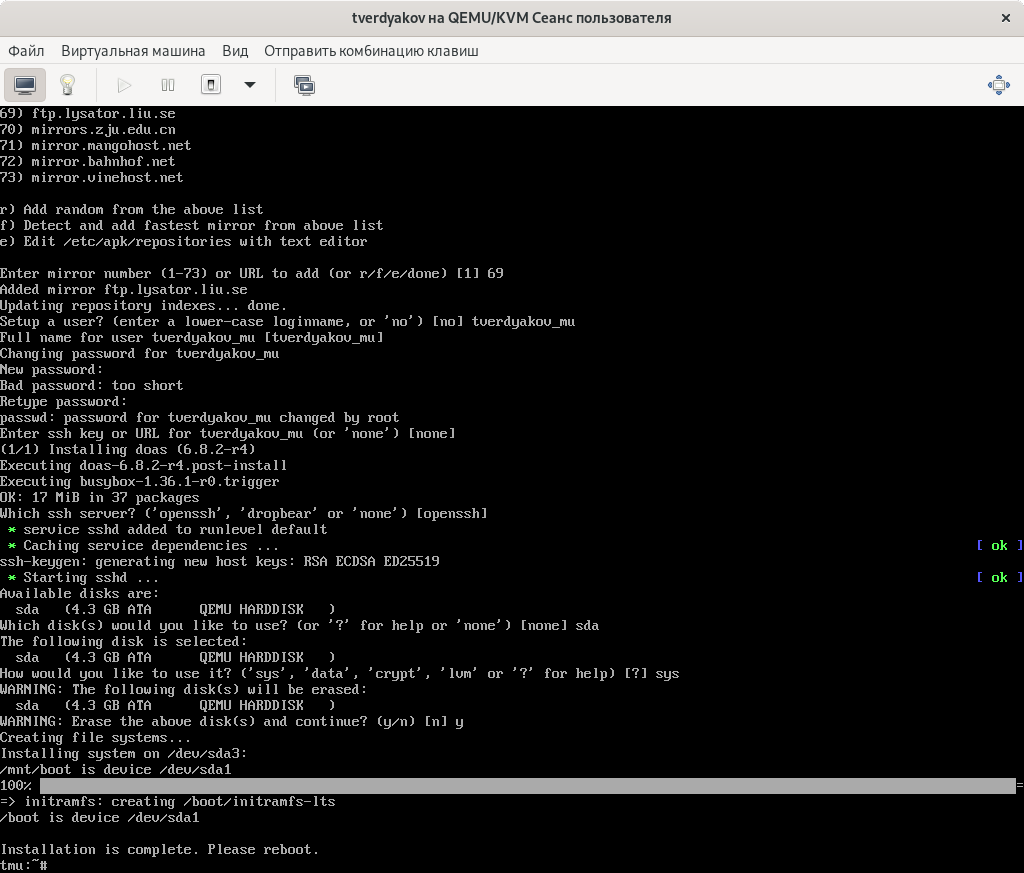 tverdyakov на QEMU/KVM Сеанс пользователя
Файл Виртуальная машина Вид Отправить комбинацию клавиш
69) ftp.lysator.liu.se
70) mirrors.zju.edu.cn
71) mirror.mangohost.net
72) mirror.bahnhof.net
73) mirror.vinehost.net
r) Add random from the above list
f) Detect and add fastest mirror from above list
e) Edit /etc/apk/repositories with text editor
Enter mirror number (1-73) or URL to add (or r/f/e/done) [1] 69
Added mirror ftp.lysator.liu.se
Updating repository indexes... done.
Setup a user? (enter a lower-case loginname, or 'no') [no] tverdyakov_mu
Full name for user tverdyakov_mu [tverdyakov_mu]
Changing password for tverdyakov_mu
New password:
Bad password: too short
Retype password:
passwd: password for tverdyakov_mu changed by root
Enter ssh key or URL for tverdyakov_mu (or 'none') [none]
(1/1) Installing doas (6.8.2-r4)
Executing doas-6.8.2-r4.post-install
Executing busybox-1.36.1-r0.trigger
OK: 17 MiB in 37 packages
Which ssh server? ('openssh', 'dropbear' or 'none') [openssh]
* service sshd added to runlevel default
* Caching service dependencies ... [ ok ]
ssh-keygen: generating new host keys: RSA ECDSA ED25519
* Starting sshd ... [ ok ]
Available disks are:
sda (4.3 GB ATA QEMU HARDDISK )
Which disk(s) would you like to use? (or '?' for help or 'none') [none] sda
The following disk is selected:
sda (4.3 GB ATA QEMU HARDDISK )
How would you like to use it? ('sys', 'data', 'crypt', 'lvm' or '?' for help) [?] sys
WARNING: The following disk(s) will be erased:
sda (4.3 GB ATA QEMU HARDDISK )
WARNING: Erase the above disk(s) and continue? (y/n) [n] y
Creating file systems...
Installing system on /dev/sda3:
/mnt/boot is device /dev/sda1
100% =
=> initramfs: creating /boot/initramfs-lts
/boot is device /dev/sda1
Installation is complete. Please reboot.
tmu:~#